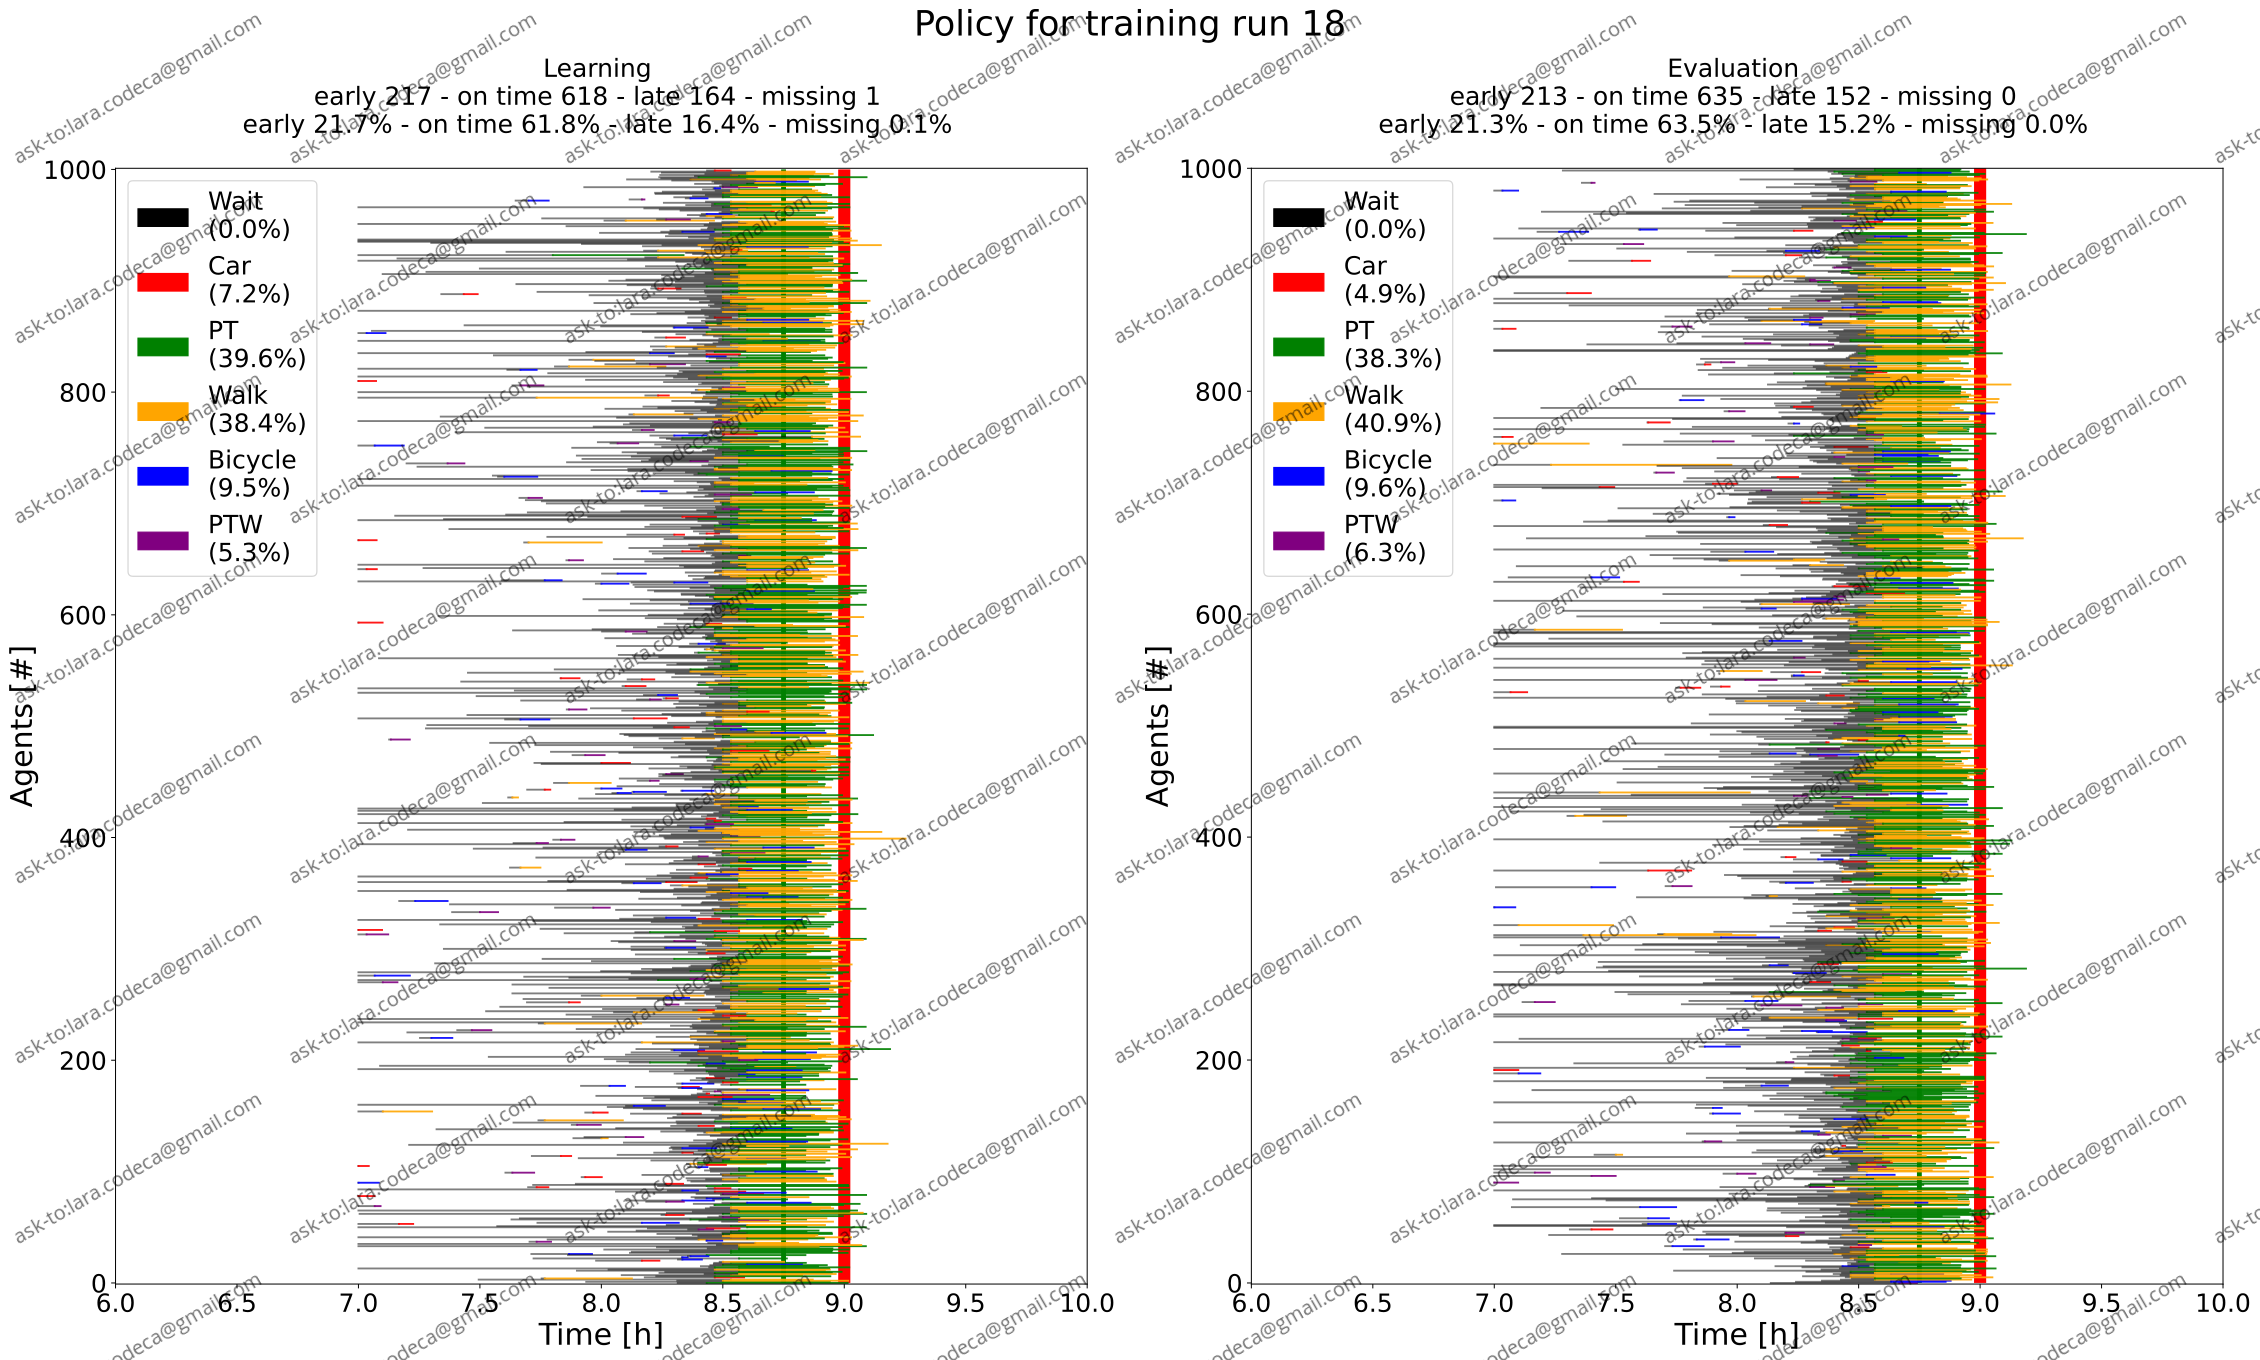 Policy for training run 18
Learning
early 217 - on time 618 - late 164 - missing 1
early 21.7% - on time 61.8% - late 16.4% - missing 0.1%
1000
800
600
400
200
0
Agents [#]
Wait
(0.0%)
Car
(7.2%)
PT
(39.6%)
Walk
(38.4%)
Bicycle
(9.5%)
PTW
(5.3%)
6.0 6.5 7.0 7.5 8.0 8.5 9.0 9.5 10.0
Time [h]
Evaluation
early 213 - on time 635 - late 152 - missing 0
early 21.3% - on time 63.5% - late 15.2% - missing 0.0%
1000
800
600
400
200
0
Agents [#]
Wait
(0.0%)
Car
(4.9%)
PT
(38.3%)
Walk
(40.9%)
Bicycle
(9.6%)
PTW
(6.3%)
6.0 6.5 7.0 7.5 8.0 8.5 9.0 9.5 10.0
Time [h]
ask-to:lara.codeca@gmail.com